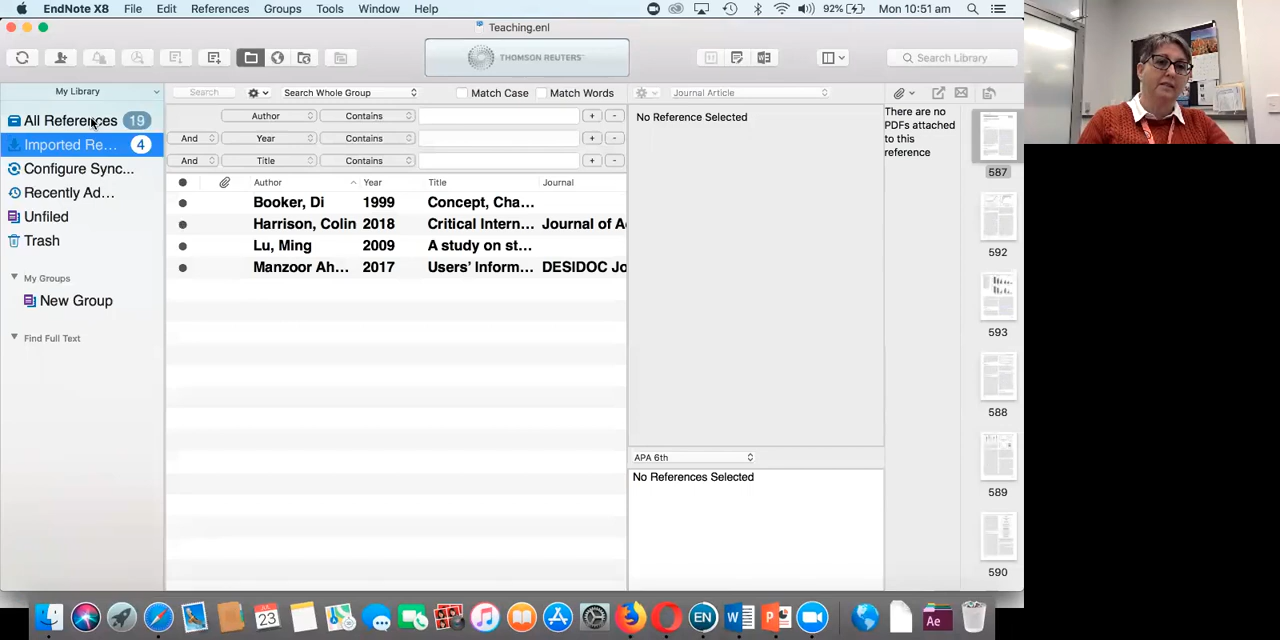 EndNote X8 File Edit References Groups Tools Window Help 92% Mon 10:51 am
Teaching.enl
THOMSON REUTERS
Search Library
My Library
All References 19
Imported Re... 4
Configure Sync...
Recently Ad...
Unfiled
Trash
My Groups
New Group
Find Full Text
Search Search Whole Group Match Case Match Words
Author Contains + -
And Year Contains + -
And Title Contains + -
Author Year Title Journal
Booker, Di 1999 Concept, Cha...
Harrison, Colin 2018 Critical Intern... Journal of A
Lu, Ming 2009 A study on st...
Manzoor Ah... 2017 Users' Inform... DESIDOC Jo
Journal Article
No Reference Selected
APA 6th
No References Selected
There are no
PDFs attached
to this
reference
587
592
593
588
589
590
JUL
23
EN
W
P
Ae